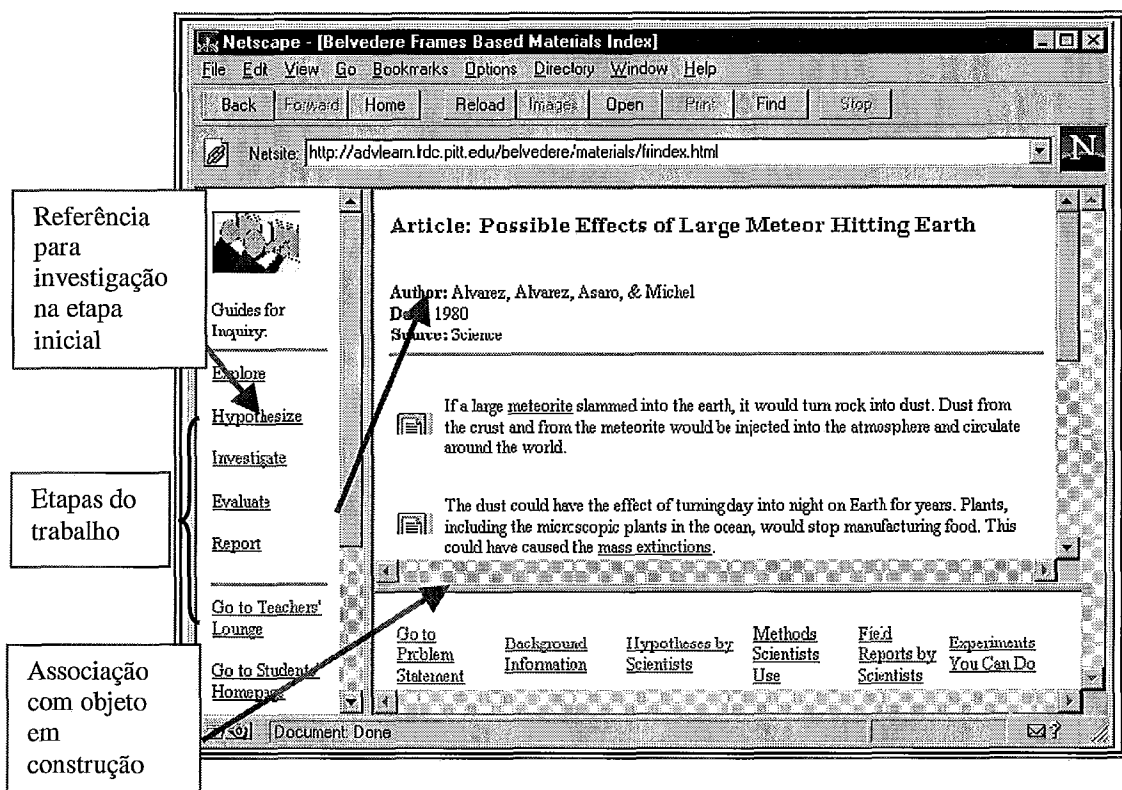 Netscape - [Belvedere Frames Based Materials Index]
File Edit View Go Bookmarks Options Directory Window Help
Back Forward Home Reload Images Open Print Find Stop
Netsite: http://advlearn.lrdc.pitt.edu/belvedere/materials/frindex.html
N
Referência
para
investigação
na etapa
inicial
Etapas do
trabalho
Associação
com objeto
em
construção
Guides for
Inquiry:
Explore
Hypothesize
Investigate
Evaluate
Report
Go to Teachers'
Lounge
Go to Student
Homepage
Article: Possible Effects of Large Meteor Hitting Earth
Author: Alvarez, Alvarez, Asaro, & Michel
1980
Source: Science
If a large meteorite slammed into the earth, it would turn rock into dust. Dust from
the crust and from the meteorite would be injected into the atmosphere and circulate
around the world.
The dust could have the effect of turning day into night on Earth for years. Plants,
including the microscopic plants in the ocean, would stop manufacturing food. This
could have caused the mass extinctions.
Go to
Problem
Statement
Background
Information
Hypotheses by
Scientists
Methods
Scientists
Use
Field
Reports by
Scientists
Experiments
You Can Do
Document: Done